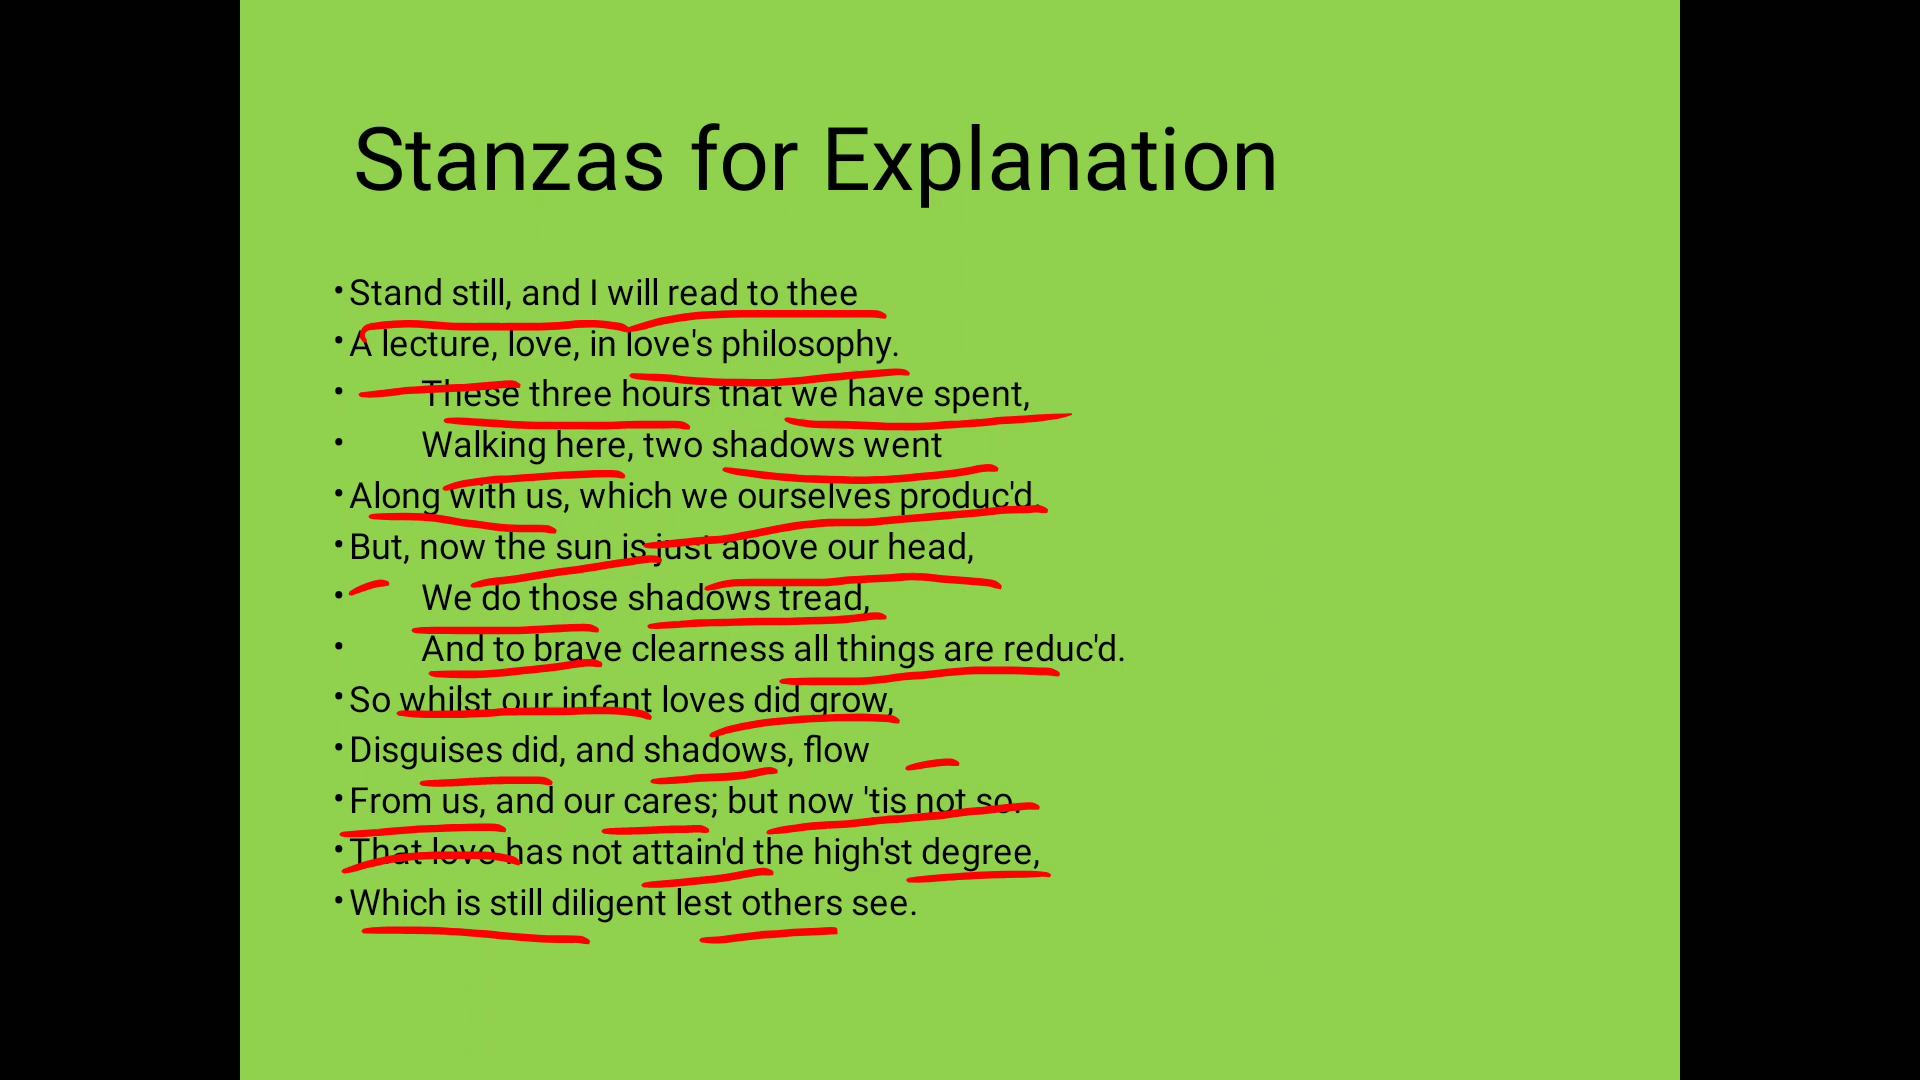 Stanzas for Explanation
• Stand still, and I will read to thee
• A lecture, love, in love's philosophy.
• These three hours that we have spent,
• Walking here, two shadows went
• Along with us, which we ourselves produc'd.
• But, now the sun is just above our head,
• We do those shadows tread,
• And to brave clearness all things are reduc'd.
• So whilst our infant loves did grow,
• Disguises did, and shadows, flow
• From us, and our cares; but now 'tis not so.
• That love has not attain'd the high'st degree,
• Which is still diligent lest others see.